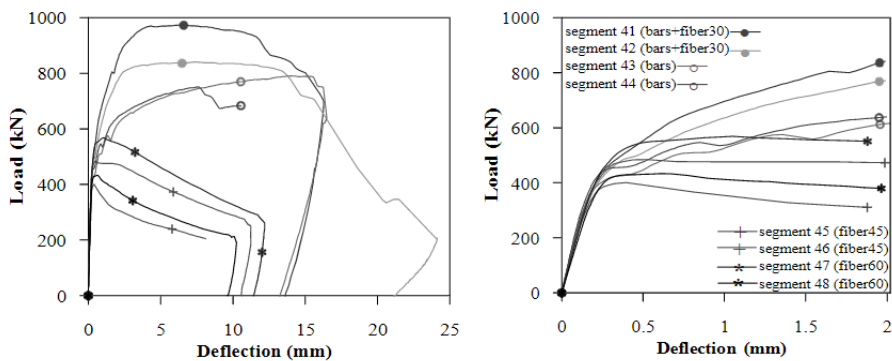 1000
800
600
400
200
0
Load (kN)
0
5
10
15
20
25
Deflection (mm)
1000
800
600
400
200
0
Load (kN)
0
0.5
1
1.5
2
Deflection (mm)
segment 41 (bars+fiber30)
segment 42 (bars+fiber30)
segment 43 (bars)
segment 44 (bars)
segment 45 (fiber45)
segment 46 (fiber45)
segment 47 (fiber60)
segment 48 (fiber60)